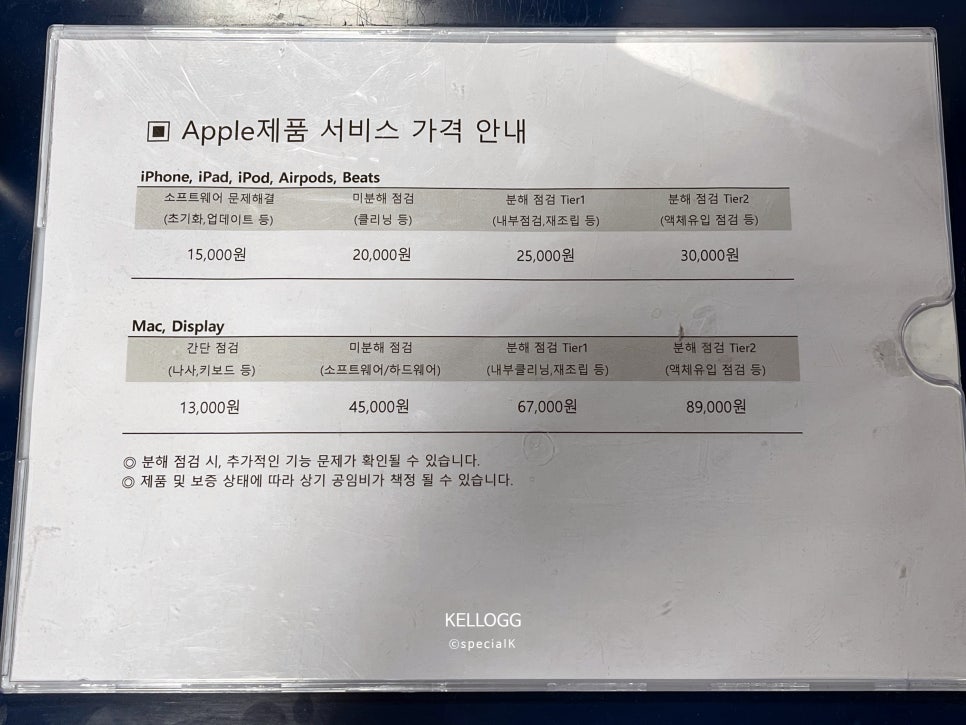 ▣ Apple제품 서비스 가격 안내
iPhone, iPad, iPod, Airpods, Beats
소프트웨어 문제해결 미분해 점검 분해 점검 Tier1 분해 점검 Tier2
(초기화,업데이트 등) (클리닝 등) (내부점검,재조립 등) (액체유입 점검 등)
15,000원 20,000원 25,000원 30,000원
Mac, Display
간단 점검 미분해 점검 분해 점검 Tier1 분해 점검 Tier2
(나사,키보드 등) (소프트웨어/하드웨어) (내부클리닝,재조립 등) (액체유입 점검 등)
13,000원 45,000원 67,000원 89,000원
◎ 분해 점검 시, 추가적인 기능 문제가 확인될 수 있습니다.
◎ 제품 및 보증 상태에 따라 상기 공임비가 책정 될 수 있습니다.
KELLOGG
©specialK